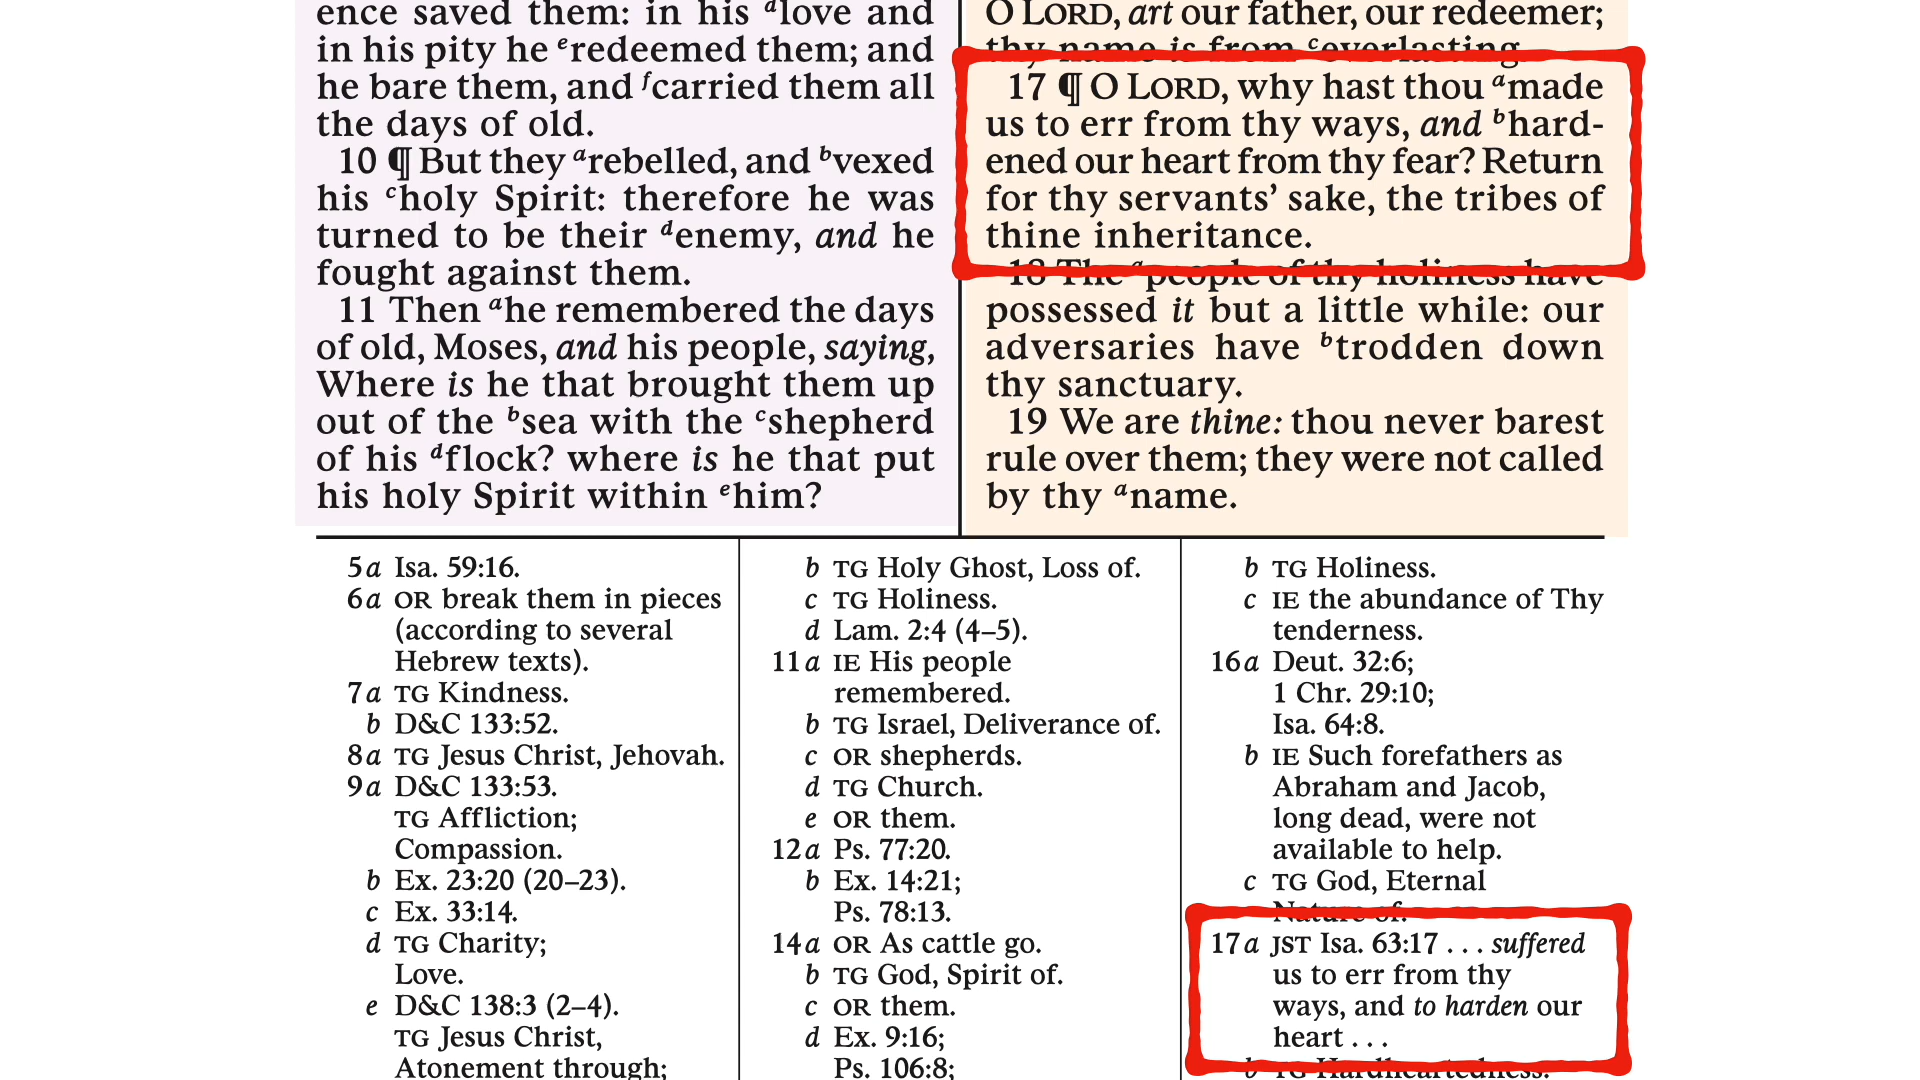 ence saved them: in his a love and
in his pity he e redeemed them; and
he bare them, and f carried them all
the days of old.
10 ¶ But they a rebelled, and b vexed
his c holy Spirit: therefore he was
turned to be their d enemy, and he
fought against them.
11 Then a he remembered the days
of old, Moses, and his people, saying,
Where is he that brought them up
out of the b sea with the c shepherd
of his d flock? where is he that put
his holy Spirit within e him?
O LORD, art our father, our redeemer;
thy name is from c everlasting.
17 ¶ O LORD, why hast thou a made
us to err from thy ways, and b hard-
ened our heart from thy fear? Return
for thy servants’ sake, the tribes of
thine inheritance.
18 The a people of thy holiness have
possessed it but a little while: our
adversaries have b trodden down
thy sanctuary.
19 We are thine: thou never barest
rule over them; they were not called
by thy a name.
5a Isa. 59:16.
6a OR break them in pieces
(according to several
Hebrew texts).
7a TG Kindness.
b D&C 133:52.
8a TG Jesus Christ, Jehovah.
9a D&C 133:53.
TG Affliction;
Compassion.
b Ex. 23:20 (20–23).
c Ex. 33:14.
d TG Charity;
Love.
e D&C 138:3 (2–4).
TG Jesus Christ,
Atonement through;
b TG Holy Ghost, Loss of.
c TG Holiness.
d Lam. 2:4 (4–5).
11a IE His people
remembered.
b TG Israel, Deliverance of.
c OR shepherds.
d TG Church.
e OR them.
12a Ps. 77:20.
b Ex. 14:21;
Ps. 78:13.
14a OR As cattle go.
b TG God, Spirit of.
c OR them.
d Ex. 9:16;
Ps. 106:8;
b TG Holiness.
c IE the abundance of Thy
tenderness.
16a Deut. 32:6;
1 Chr. 29:10;
Isa. 64:8.
b IE Such forefathers as
Abraham and Jacob,
long dead, were not
available to help.
c TG God, Eternal
Nature of.
17a JST Isa. 63:17 . . . suffered
us to err from thy
ways, and to harden our
heart . . .
b TG Hardheartedness.